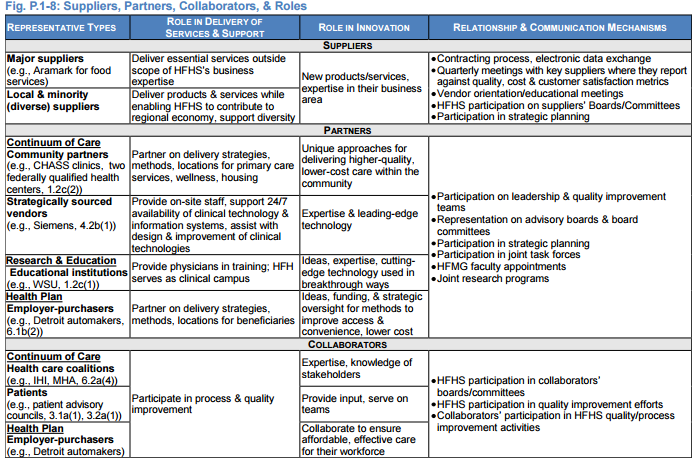 Fig. P.1-8: Suppliers, Partners, Collaborators, & Roles
REPRESENTATIVE TYPES
ROLE IN DELIVERY OF
SERVICES & SUPPORT
ROLE IN INNOVATION
RELATIONSHIP & COMMUNICATION MECHANISMS
SUPPLIERS
Major suppliers
(e.g., Aramark for food
services)
Deliver essential services outside
scope of HFHS's business
expertise
New products/services,
expertise in their business
area
●Contracting process, electronic data exchange
●Quarterly meetings with key suppliers where they report
against quality, cost & customer satisfaction metrics
●Vendor orientation/educational meetings
●HFHS participation on suppliers' Boards/Committees
●Participation in strategic planning
Local & minority
(diverse) suppliers
Deliver products & services while
enabling HFHS to contribute to
regional economy, support diversity
PARTNERS
Continuum of Care
Community partners
(e.g., CHASS clinics, two
federally qualified health
centers, 1.2c(2))
Partner on delivery strategies,
methods, locations for primary care
services, wellness, housing
Unique approaches for
delivering higher-quality,
lower-cost care within the
community
●Participation on leadership & quality improvement
teams
●Representation on advisory boards & board
committees
●Participation in strategic planning
●Participation in joint task forces
●HFMG faculty appointments
●Joint research programs
Strategically sourced
vendors
(e.g., Siemens, 4.2b(1))
Provide on-site staff, support 24/7
availability of clinical technology &
information systems, assist with
design & improvement of clinical
technologies
Expertise & leading-edge
technology
Research & Education
Educational institutions
(e.g., WSU, 1.2c(1))
Provide physicians in training; HFH
serves as clinical campus
Ideas, expertise, cutting-
edge technology used in
breakthrough ways
Health Plan
Employer-purchasers
(e.g., Detroit automakers,
6.1b(2))
Partner on delivery strategies,
methods, locations for beneficiaries
Ideas, funding, & strategic
oversight for methods to
improve access &
convenience, lower cost
COLLABORATORS
Continuum of Care
Health care coalitions
(e.g., IHI, MHA, 6.2a(4))
Participate in process & quality
improvement
Expertise, knowledge of
stakeholders
●HFHS participation in collaborators'
boards/committees
●HFHS participation in quality improvement efforts
●Collaborators' participation in HFHS quality/process
improvement activities
Patients
(e.g., patient advisory
councils, 3.1a(1), 3.2a(1))
Provide input, serve on
teams
Health Plan
Employer-purchasers
(e.g., Detroit automakers)
Collaborate to ensure
affordable, effective care
for their workforce